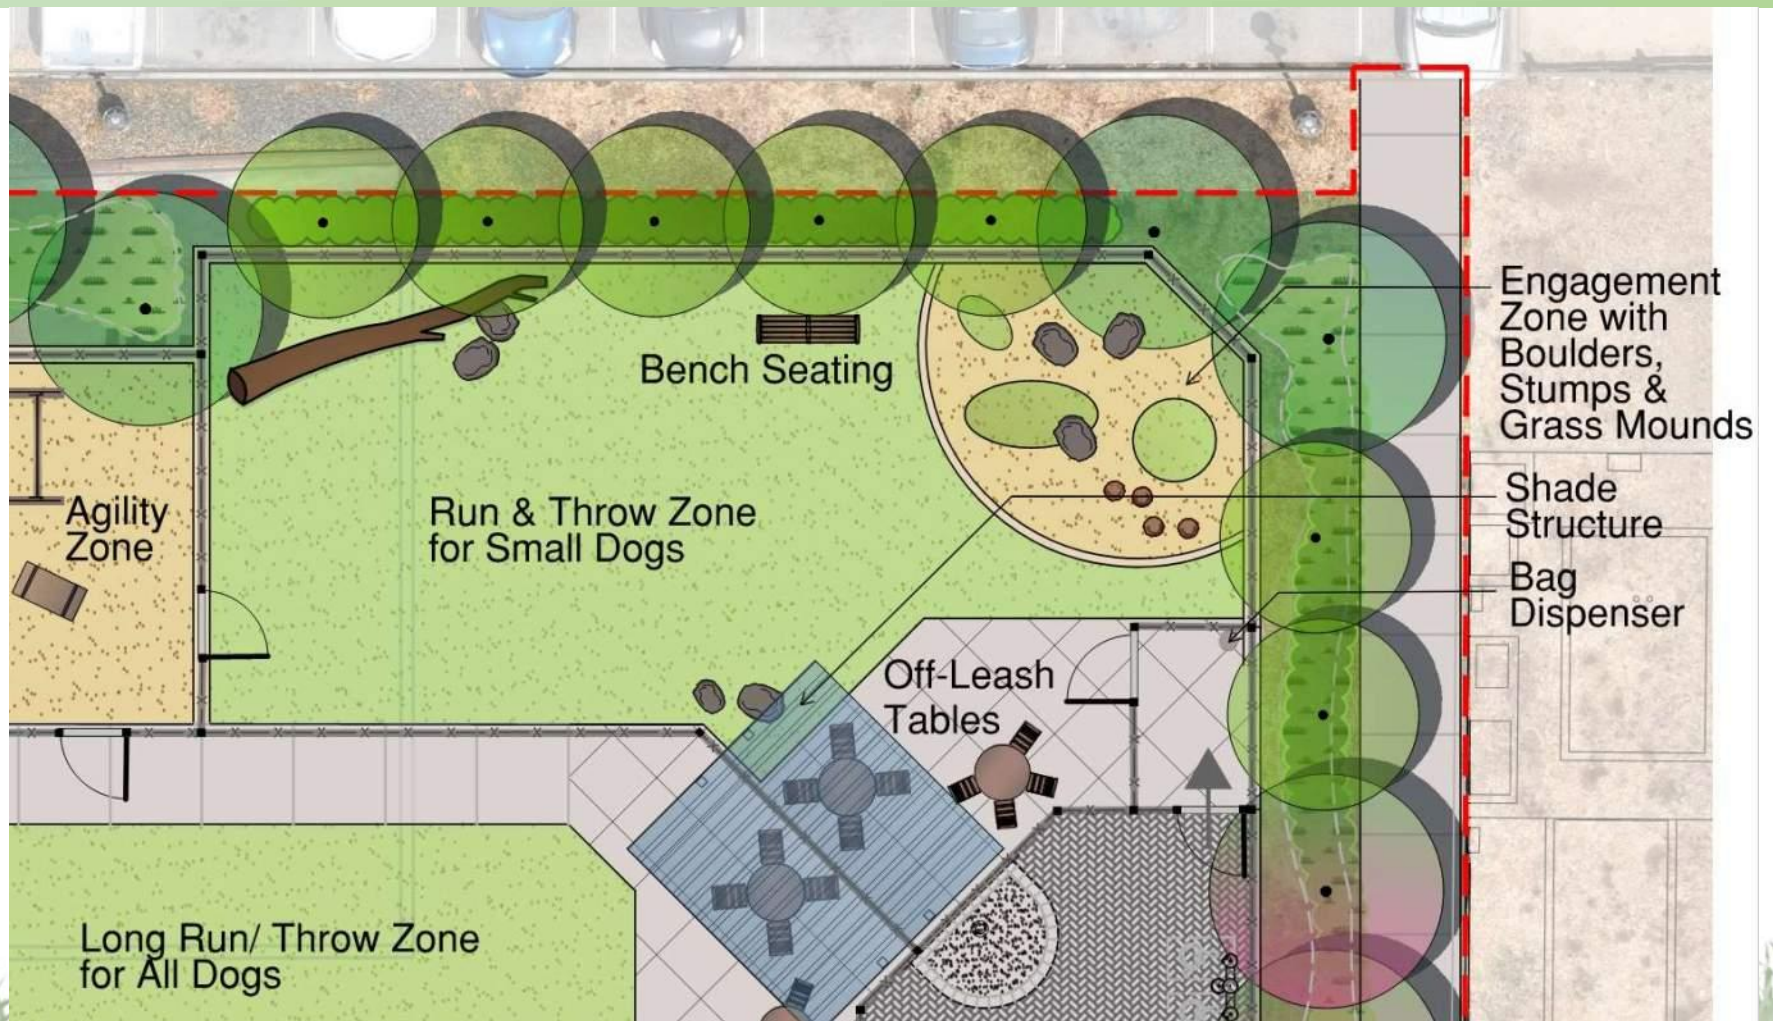 Engagement
Zone with
Boulders,
Stumps &
Grass Mounds
Bench Seating
Shade
Structure
Agility
Zone
Run & Throw Zone
for Small Dogs
Bag
Dispenser
Off-Leash
Tables
Long Run/ Throw Zone
for All Dogs